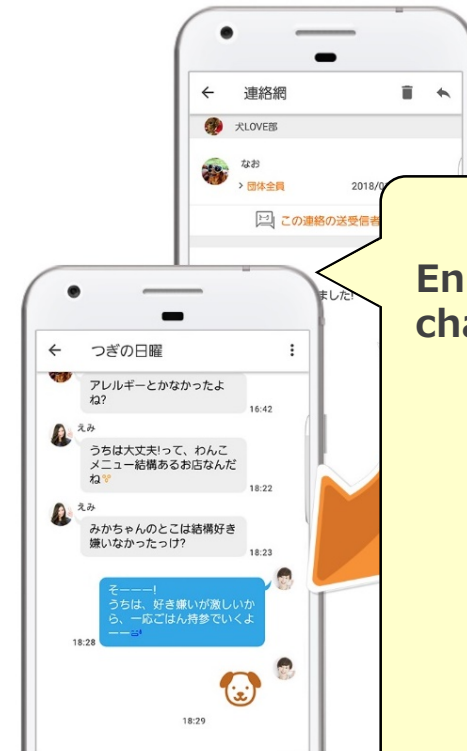 連絡網
犬LOVE部
なお
> 団体全員
2018/0
この連絡の送受信者
ました!
En
cha
つぎの日曜
アレルギーとかなかったよ
ね?
16:42
えみ
うちは大丈夫!って、わんこ
メニュー結構あるお店なんだ
ね
18:22
えみ
みかちゃんのとこは結構好き
嫌いなかったっけ?
18:23
そーーー!
うちは、好き嫌いが激しいか
ら、一応ごはん持参でいくよ
ーー
18:28
18:29